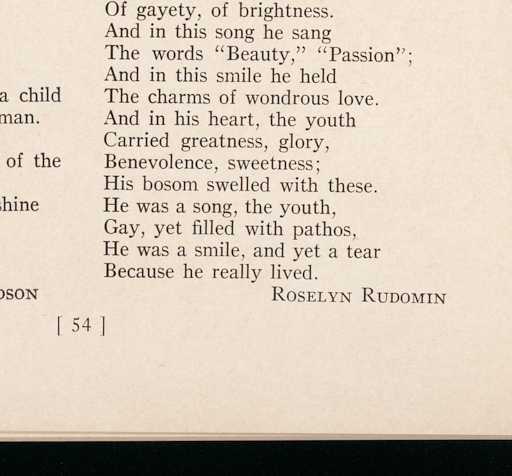 Of gayety, of brightness.
And in this song he sang
The words “Beauty,” “Passion”;
And in this smile he held
The charms of wondrous love.
And in his heart, the youth
Carried greatness, glory,
Benevolence, sweetness;
His bosom swelled with these.
He was a song, the youth,
Gay, yet filled with pathos,
He was a smile, and yet a tear
Because he really lived.
Roselyn Rudomin
a child
man.
of the
shine
DSON
[ 54 ]